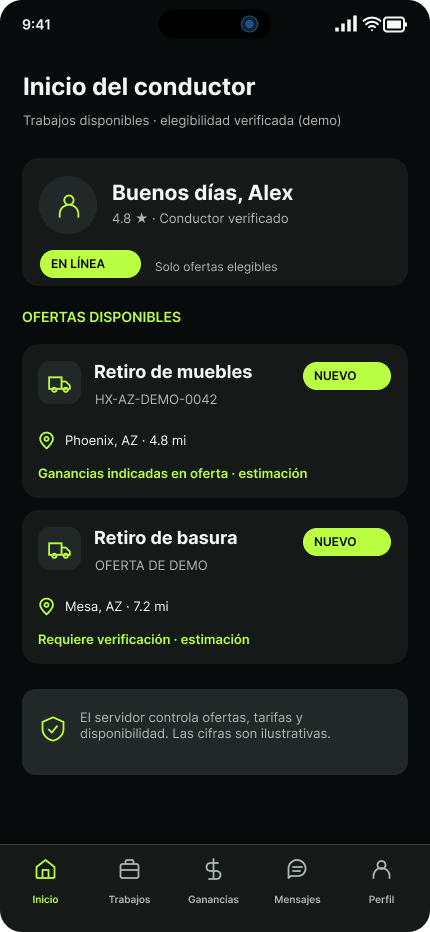 9:41
Inicio del conductor
Trabajos disponibles · elegibilidad verificada (demo)
Buenos días, Alex
4.8 ★ · Conductor verificado
EN LÍNEA
Solo ofertas elegibles
OFERTAS DISPONIBLES
Retiro de muebles
NUEVO
HX-AZ-DEMO-0042
Phoenix, AZ · 4.8 mi
Ganancias indicadas en oferta · estimación
Retiro de basura
NUEVO
OFERTA DE DEMO
Mesa, AZ · 7.2 mi
Requiere verificación · estimación
El servidor controla ofertas, tarifas y
disponibilidad. Las cifras son ilustrativas.
Inicio
Trabajos
Ganancias
Mensajes
Perfil